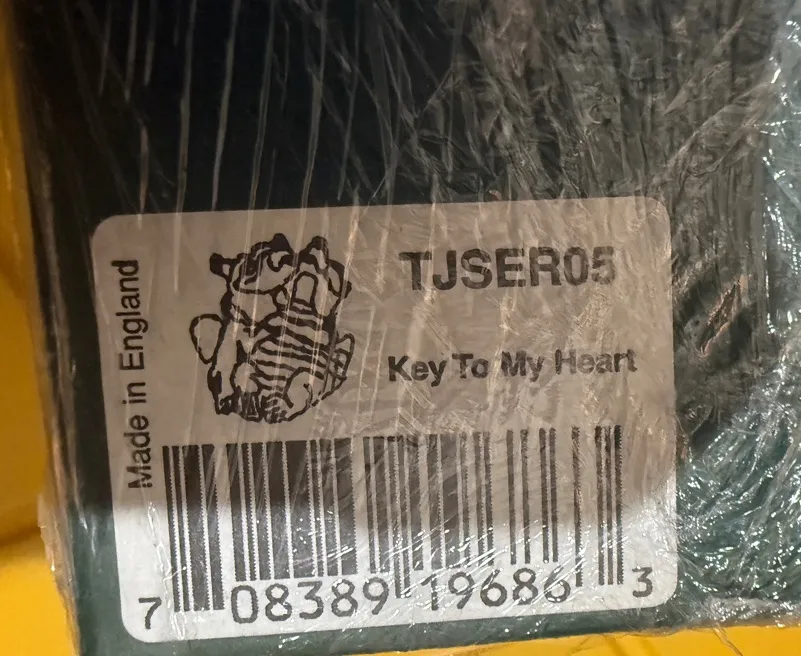 Made in England
TJSER05
Key To My Heart
7 08389 19686 3